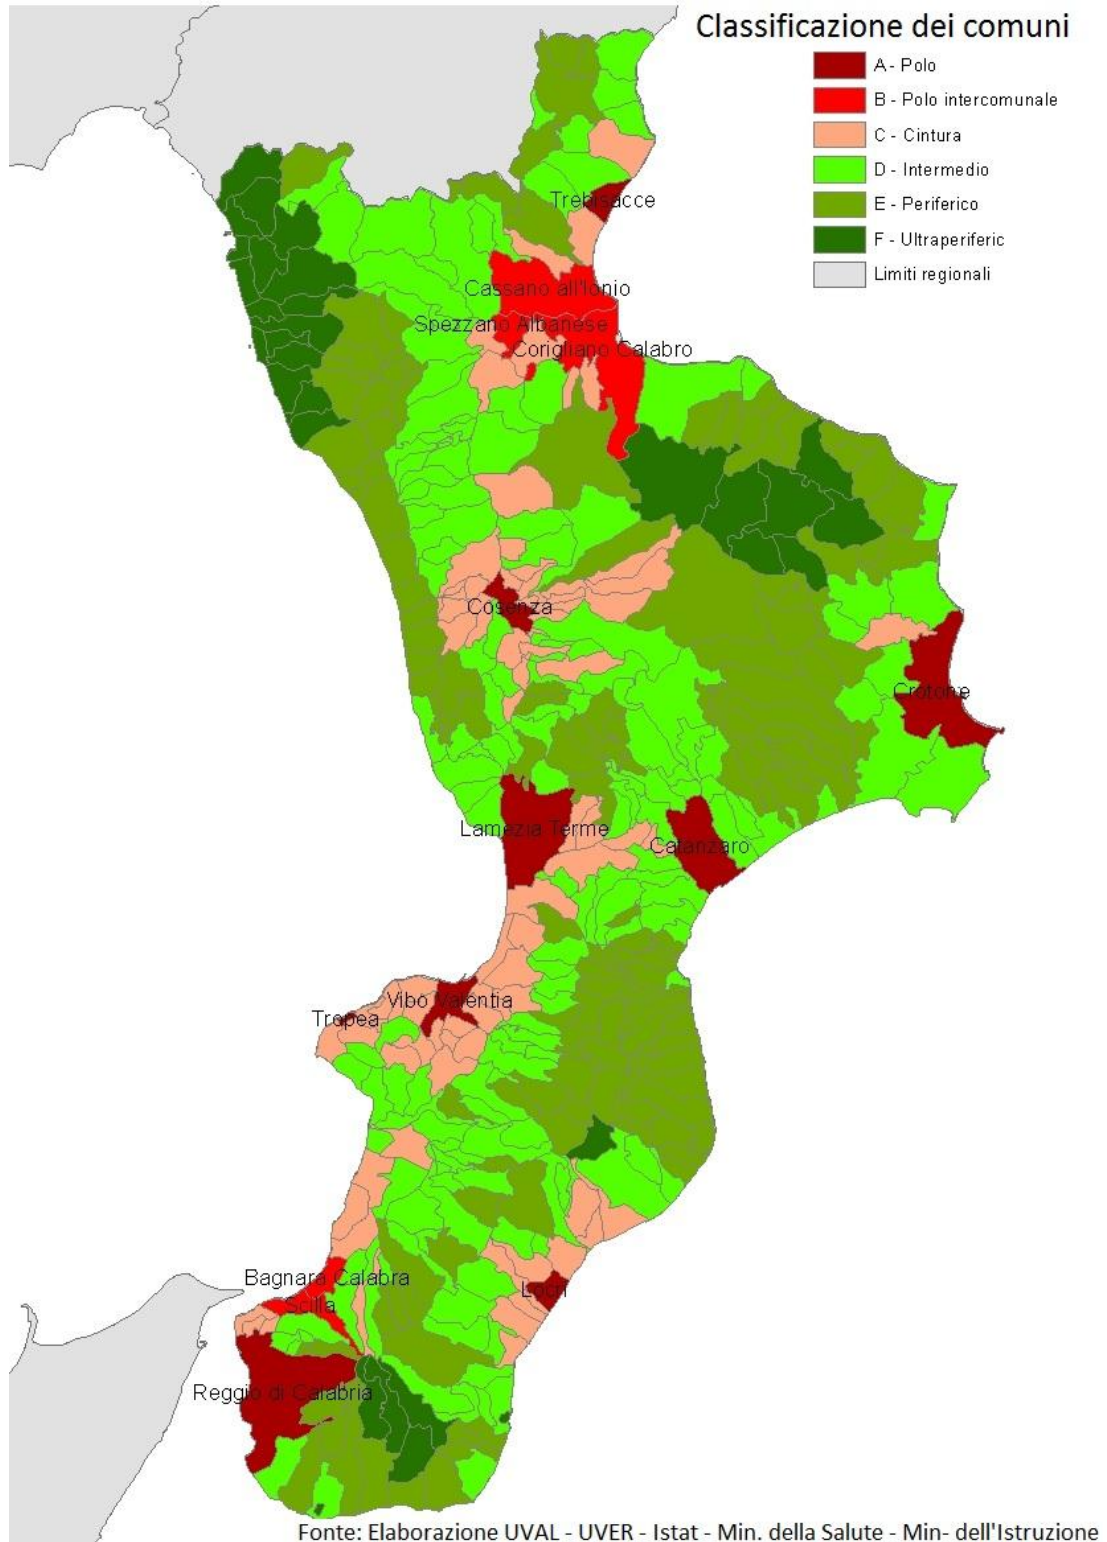 Classificazione dei comuni
A - Polo
B - Polo intercomunale
C - Cintura
D - Intermedio
E - Periferico
F - Ultraperiferic
Limiti regionali
Trebisacce
Cassano all'Ionio
Spezzano Albanese
Corigliano Calabro
Cosenza
Crotone
Lamezia Terme
Catanzaro
Vibo Valentia
Tropea
Bagnara Calabra
Scilla
Locri
Reggio di Calabria
Fonte: Elaborazione UVAL - UVER - Istat - Min. della Salute - Min- dell'Istruzione